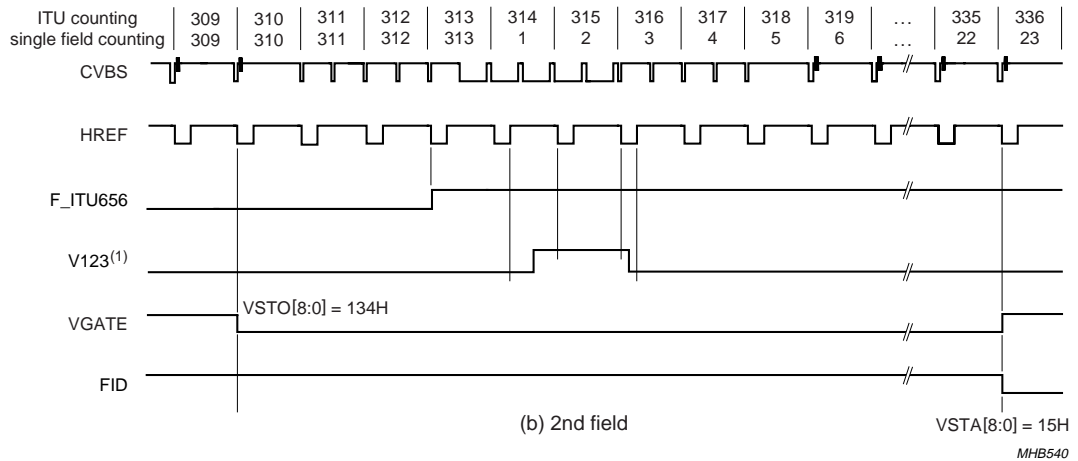 ITU counting 309 310 311 312 313 314 315 316 317 318 319 ... 335 336
single field counting 309 310 311 312 313 1 2 3 4 5 6 ... 22 23
CVBS
HREF
F_ITU656
V123(1)
VSTO[8:0] = 134H
VGATE
FID
(b) 2nd field
VSTA[8:0] = 15H
MHB540